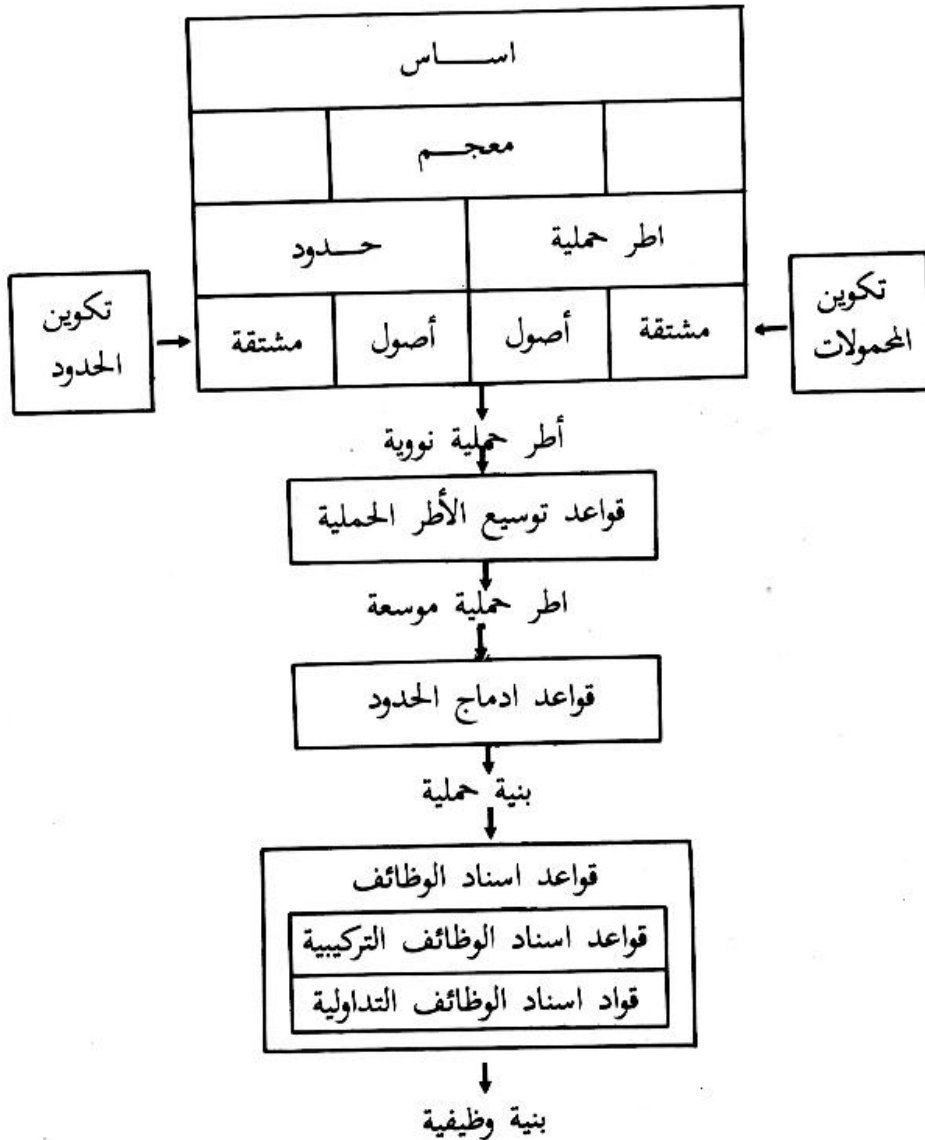 اســـاس
معجـــم
اطر حملية
حــدود
تكوين
المحمولات
مشتقة
أصول
أصول
مشتقة
تكوين
الحدود
أطر حملية نووية
قواعد توسيع الأطر الحملية
اطر حملية موسعة
قواعد ادماج الحدود
بنية حملية
قواعد اسناد الوظائف
قواعد اسناد الوظائف التركيبية
قواد اسناد الوظائف التداولية
بنية وظيفية